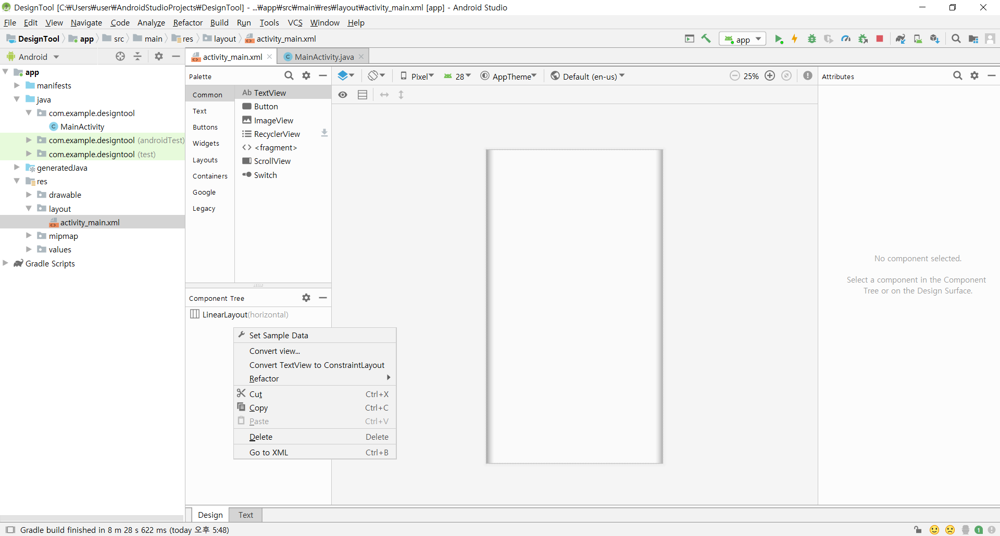 DesignTool [C:₩Users₩user₩AndroidStudioProjects₩DesignTool] - ...₩app₩src₩main₩res₩layout₩activity_main.xml [app] - Android Studio
File Edit View Navigate Code Analyze Refactor Build Run Tools VCS Window Help
DesignTool app src main res layout activity_main.xml
app
Android
activity_main.xml MainActivity.java
app
manifests
java
com.example.designtool
MainActivity
com.example.designtool (androidTest)
com.example.designtool (test)
generatedJava
res
drawable
layout
activity_main.xml
mipmap
values
Gradle Scripts
Palette
Common
Text
Buttons
Widgets
Layouts
Containers
Google
Legacy
Ab TextView
Button
ImageView
RecyclerView
<fragment>
ScrollView
Switch
Pixel 28 AppTheme Default (en-us) 25%
Attributes
No component selected.
Select a component in the Component
Tree or on the Design Surface.
Component Tree
LinearLayout(horizontal)
Set Sample Data
Convert view...
Convert TextView to ConstraintLayout
Refactor
Cut Ctrl+X
Copy Ctrl+C
Paste Ctrl+V
Delete Delete
Go to XML Ctrl+B
Design Text
Gradle build finished in 8 m 28 s 622 ms (today 오후 5:48)
1